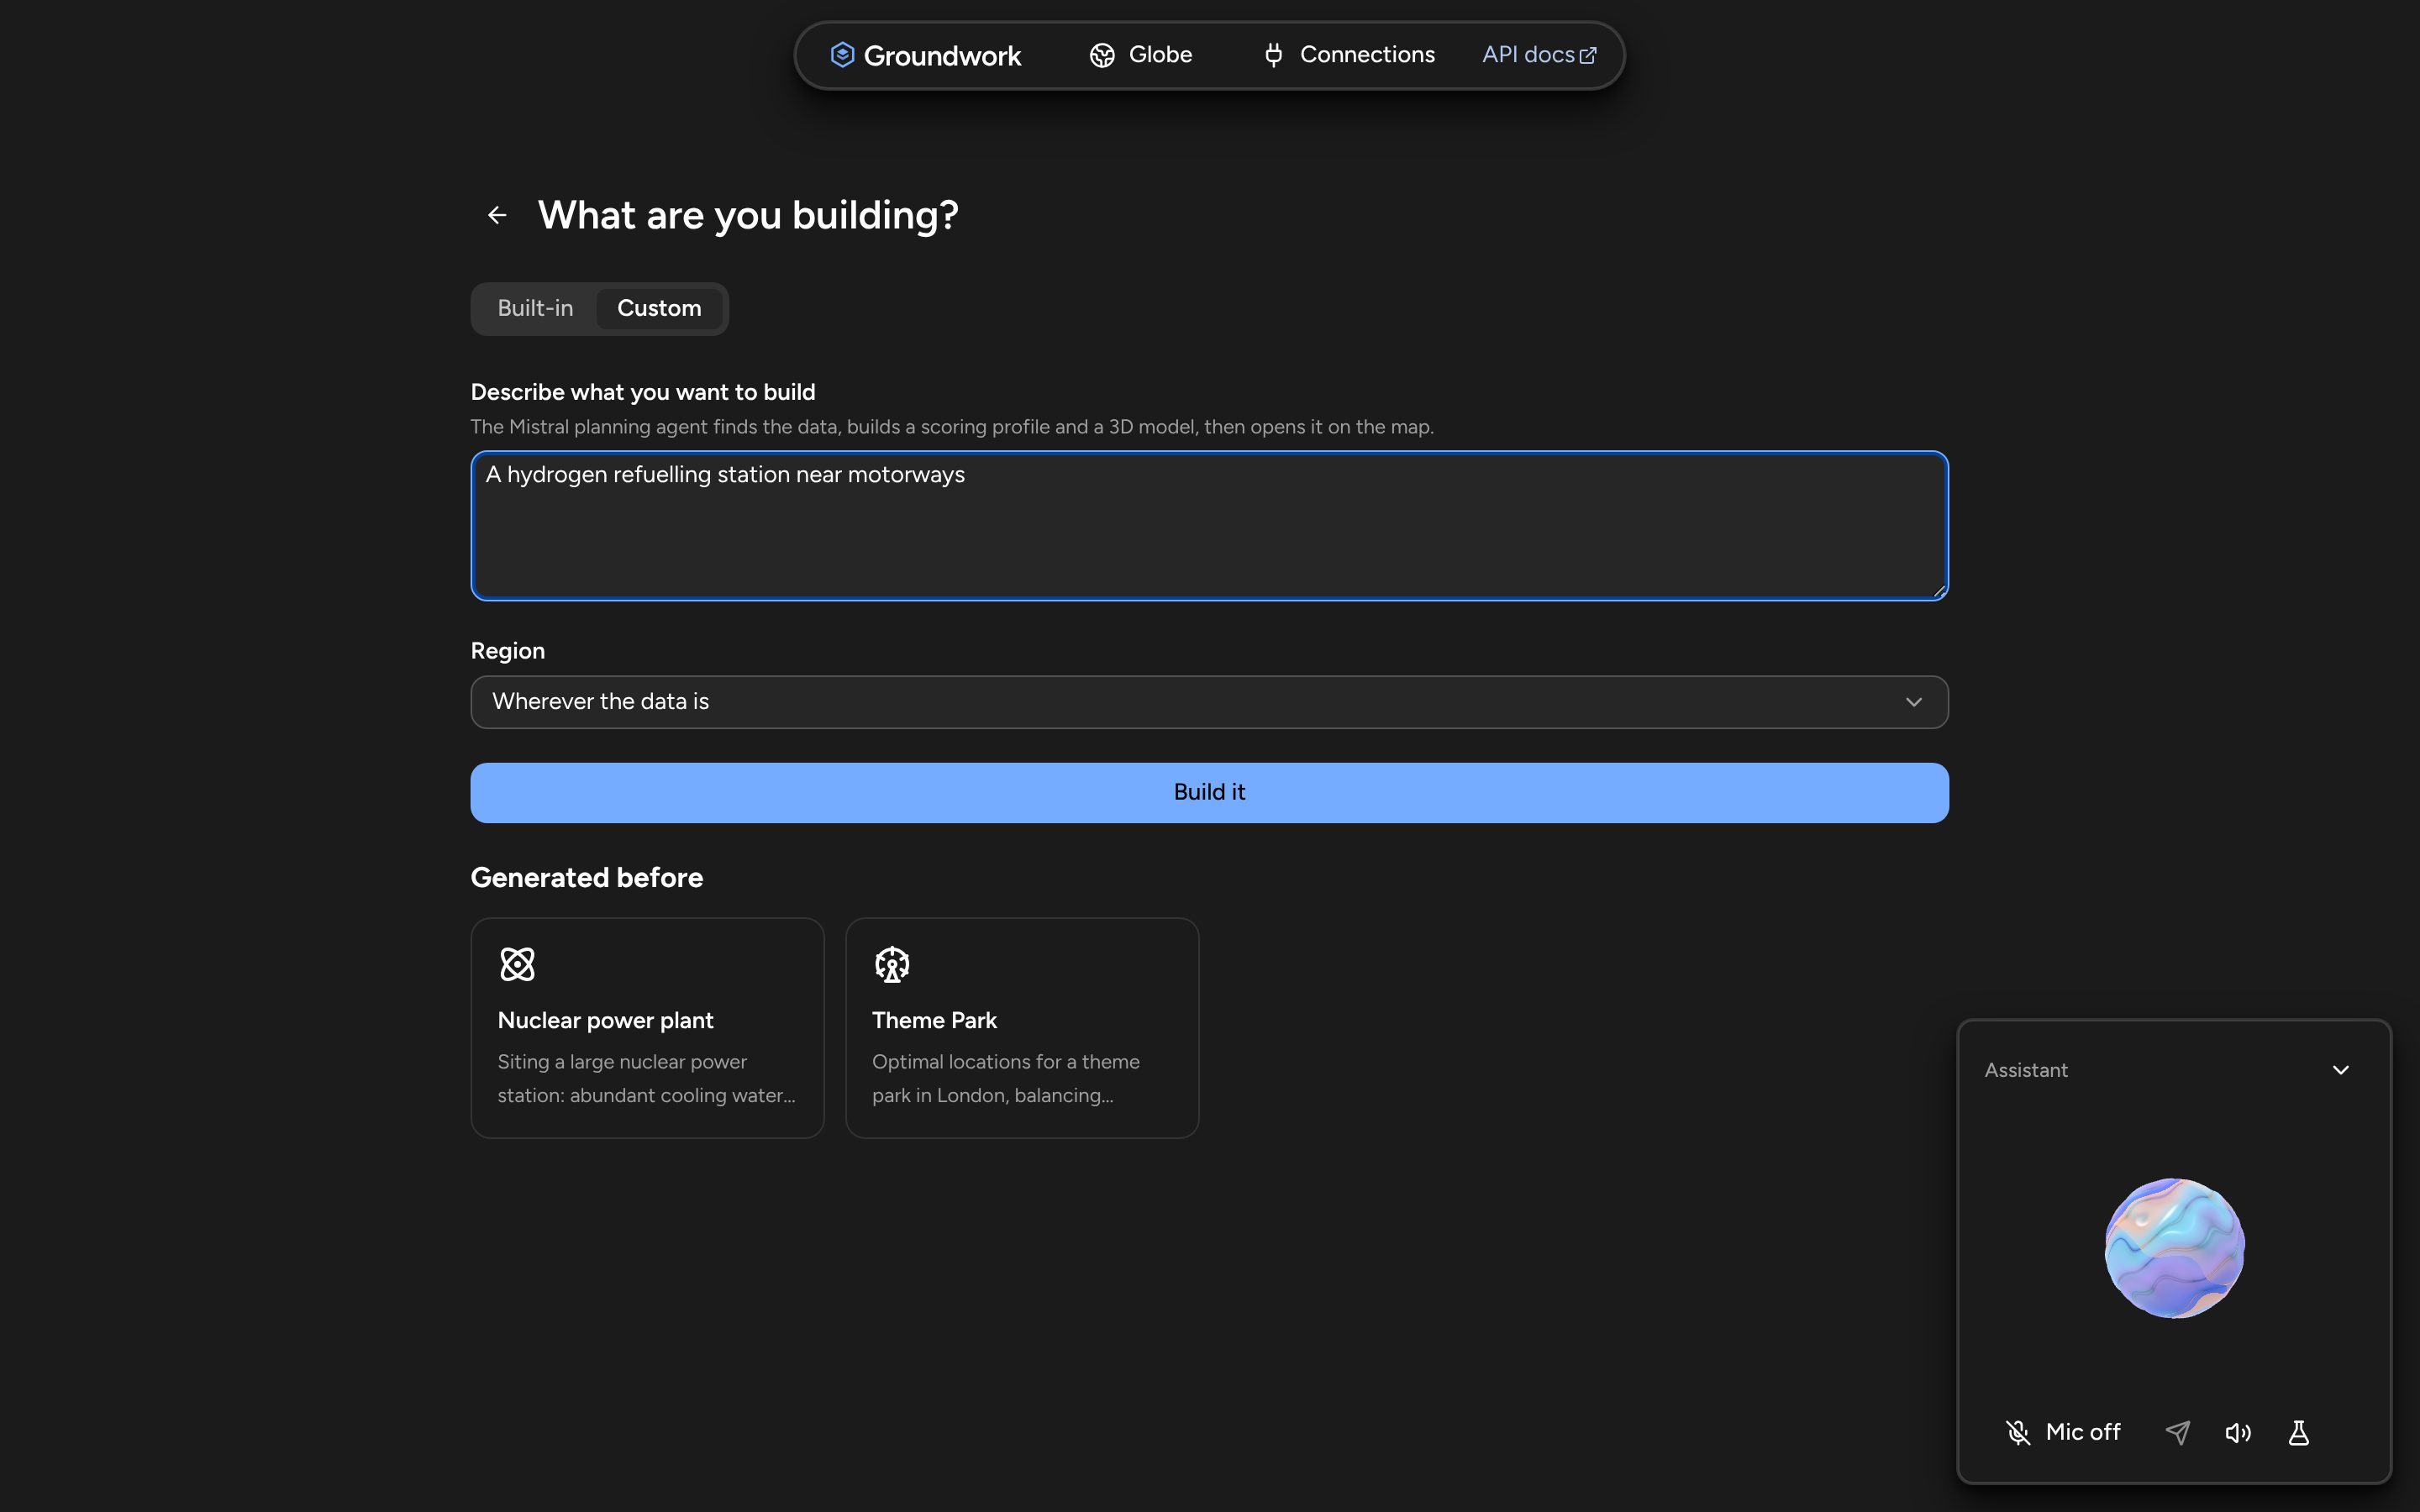 Groundwork
Globe
Connections
API docs
What are you building?
Built-in
Custom
Describe what you want to build
The Mistral planning agent finds the data, builds a scoring profile and a 3D model, then opens it on the map.
A hydrogen refuelling station near motorways
Region
Wherever the data is
Build it
Generated before
Nuclear power plant
Siting a large nuclear power
station: abundant cooling water...
Theme Park
Optimal locations for a theme
park in London, balancing...
Assistant
Mic off